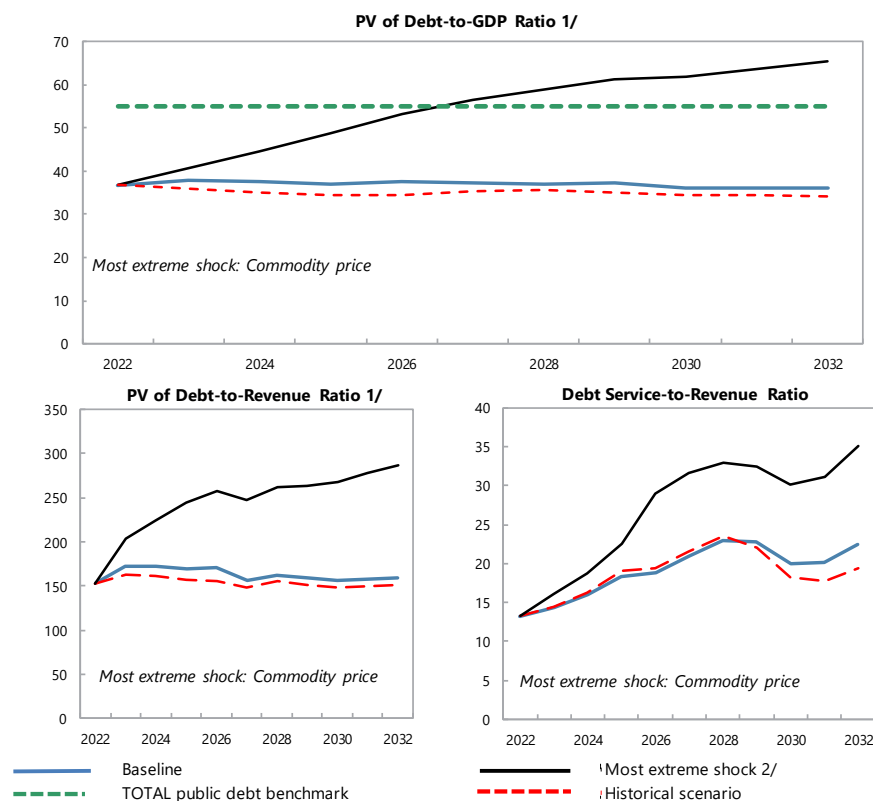 PV of Debt-to-GDP Ratio 1/
70
60
50
40
30
20
10
0
2022 2024 2026 2028 2030 2032
Most extreme shock: Commodity price
PV of Debt-to-Revenue Ratio 1/
350
300
250
200
150
100
50
0
2022 2024 2026 2028 2030 2032
Most extreme shock: Commodity price
Debt Service-to-Revenue Ratio
40
35
30
25
20
15
10
5
0
2022 2024 2026 2028 2030 2032
Most extreme shock: Commodity price
Baseline
Most extreme shock 2/
TOTAL public debt benchmark
Historical scenario